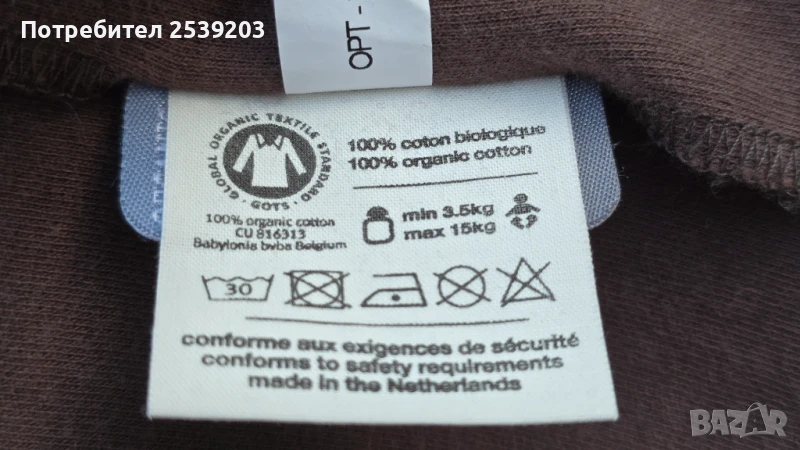 Потребител 2539203
OPT -
GLOBAL ORGANIC TEXTILE STANDARD
· GOTS ·
100% organic cotton
CU 816313
Babylonia bvba Belgium
100% coton biologique
100% organic cotton
min 3.5kg
max 15kg
30
conforme aux exigences de sécurité
conforms to safety requirements
made in the Netherlands
BAZAR